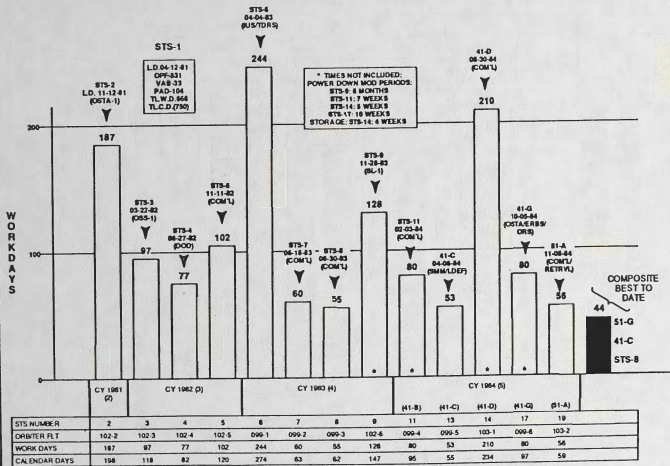 STS-1
L.D. 04-12-81
OPF-531
VAB-33
PAD-104
T.L.W.D. 668
T.L.C.D. (750)
STS-2
L.D. 11-12-81
(OSTA-1)
187
STS-3
03-22-82
(OSS-1)
97
STS-4
06-27-82
(DOD)
77
STS-5
11-11-82
(COM'L)
102
STS-6
04-04-83
(IUS/TDRS)
244
STS-7
06-18-83
(COM'L)
60
STS-8
08-30-83
(COM'L)
55
* TIMES NOT INCLUDED:
POWER DOWN MOD PERIODS:
STS-9: 6 MONTHS
STS-11: 7 WEEKS
STS-14: 5 WEEKS
STS-17: 10 WEEKS
STORAGE: STS-14: 4 WEEKS
STS-9
11-28-83
(SL-1)
128
*
STS-11
02-03-84
(COM'L)
80
*
41-C
04-06-84
(SMM/LDEF)
53
41-D
08-30-84
(COM'L)
210
*
41-G
10-05-84
(OSTA/ERBS/
ORS)
80
*
51-A
11-08-84
(COM'L/
RETRVL)
56
COMPOSITE
BEST TO
DATE
44
51-G
41-C
STS-8
WORKDAYS
200
100
0
CY 1981 (2)
CY 1982 (3)
CY 1983 (4)
CY 1984 (5)
(41-B) (41-C) (41-D) (41-G) (51-A)
STS NUMBER 2 3 4 5 6 7 8 9 11 13 14 17 19
ORBITER FLT 102-2 102-3 102-4 102-5 099-1 099-2 099-3 102-6 099-4 099-5 103-1 099-6 103-2
WORK DAYS 187 97 77 102 244 60 55 128 80 53 210 80 56
CALENDAR DAYS 198 118 82 120 274 63 62 147 95 55 234 97 59